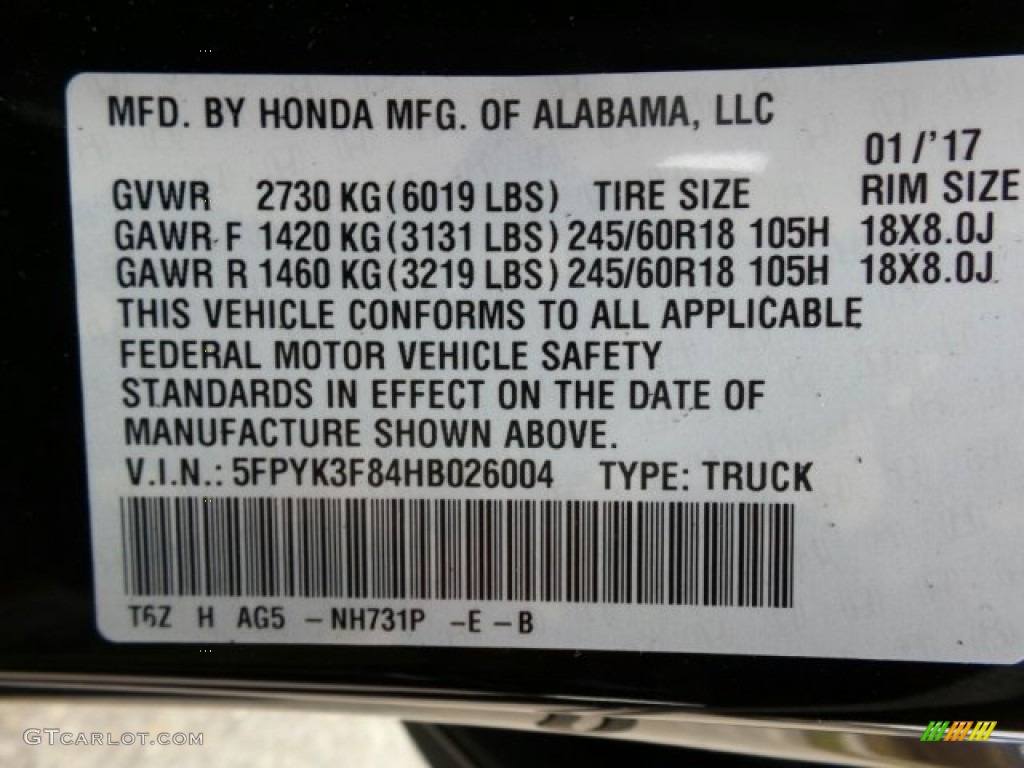 MFD. BY HONDA MFG. OF ALABAMA, LLC
01/'17
GVWR 2730 KG(6019 LBS) TIRE SIZE RIM SIZE
GAWR F 1420 KG(3131 LBS) 245/60R18 105H 18X8.0J
GAWR R 1460 KG(3219 LBS) 245/60R18 105H 18X8.0J
THIS VEHICLE CONFORMS TO ALL APPLICABLE
FEDERAL MOTOR VEHICLE SAFETY
STANDARDS IN EFFECT ON THE DATE OF
MANUFACTURE SHOWN ABOVE.
V.I.N.: 5FPYK3F84HB026004 TYPE: TRUCK
T6Z H AG5 - NH731P -E - B
GTCARLOT.COM